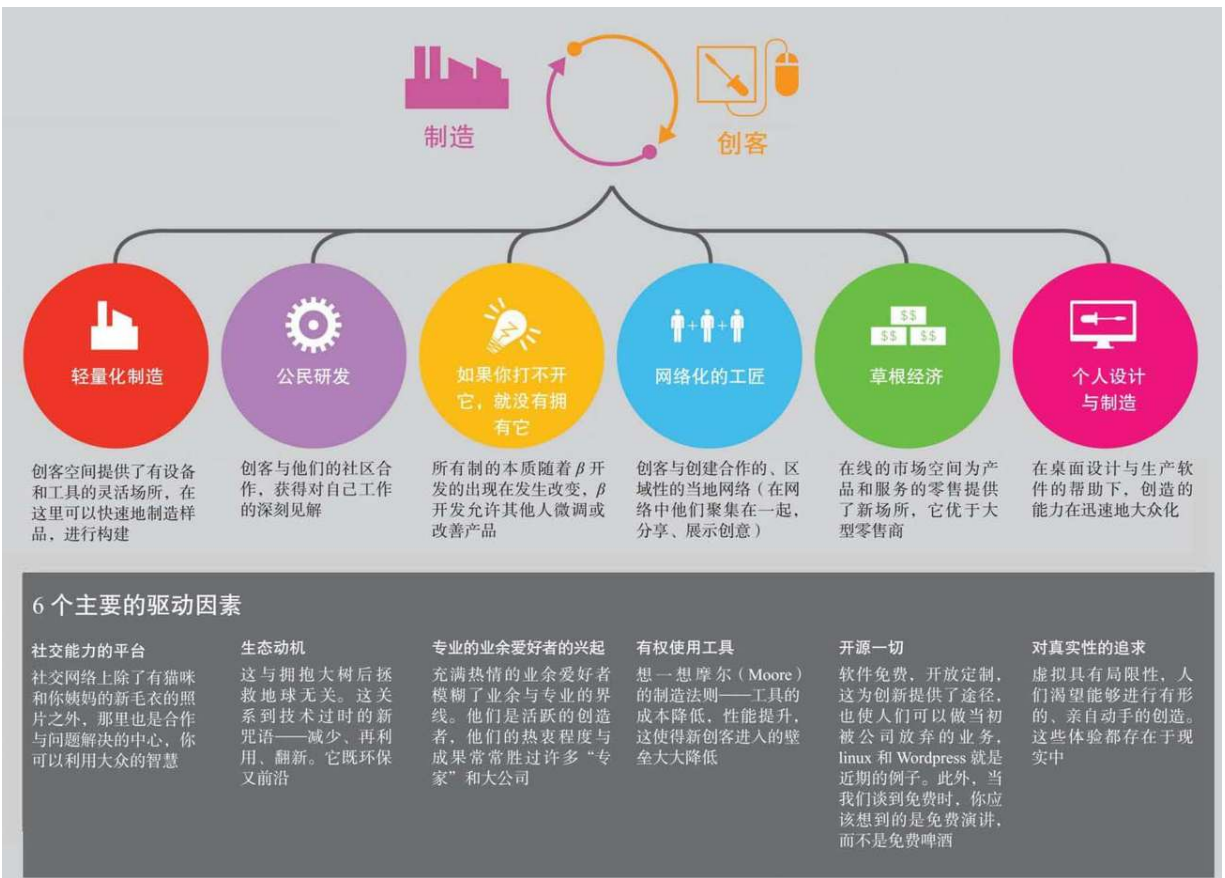 制造
创客
轻量化制造
创客空间提供了有设备
和工具的灵活场所，在
这里可以快速地制造样
品，进行构建
公民研发
创客与他们的社区合
作，获得对自己工作
的深刻见解
如果你打不开
它，就没有拥
有它
所有制的本质随着 β 开
发的出现在发生改变，β
开发允许其他人微调或
改善产品
网络化的工匠
创客与创建合作的、区
域性的当地网络（在网
络中他们聚集在一起，
分享、展示创意）
$$
$$ $$
草根经济
在线的市场空间为产
品和服务的零售提供
了新场所，它优于大
型零售商
个人设计
与制造
在桌面设计与生产软
件的帮助下，创造的
能力在迅速地大众化
6 个主要的驱动因素
社交能力的平台
社交网络上除了有猫咪
和你姨妈的新毛衣的照
片之外，那里也是合作
与问题解决的中心，你
可以利用大众的智慧
生态动机
这与拥抱大树后拯
救地球无关。这关
系到技术过时的新
咒语——减少、再利
用、翻新。它既环保
又前沿
专业的业余爱好者的兴起
充满热情的业余爱好者
模糊了业余与专业的界
线。他们是活跃的创造
者，他们的热衷程度与
成果常常胜过许多“专
家”和大公司
有权使用工具
想一想摩尔（Moore）
的制造法则——工具的
成本降低，性能提升，
这使得新创客进入的壁
垒大大降低
开源一切
软件免费，开放定制，
这为创新提供了途径，
也使人们可以做当初
被公司放弃的业务，
linux 和 Wordpress 就是
近期的例子。此外，当
我们谈到免费时，你应
该想到的是免费演讲，
而不是免费啤酒
对真实性的追求
虚拟具有局限性，人
们渴望能够进行有形
的、亲自动手的创造。
这些体验都存在于现
实中